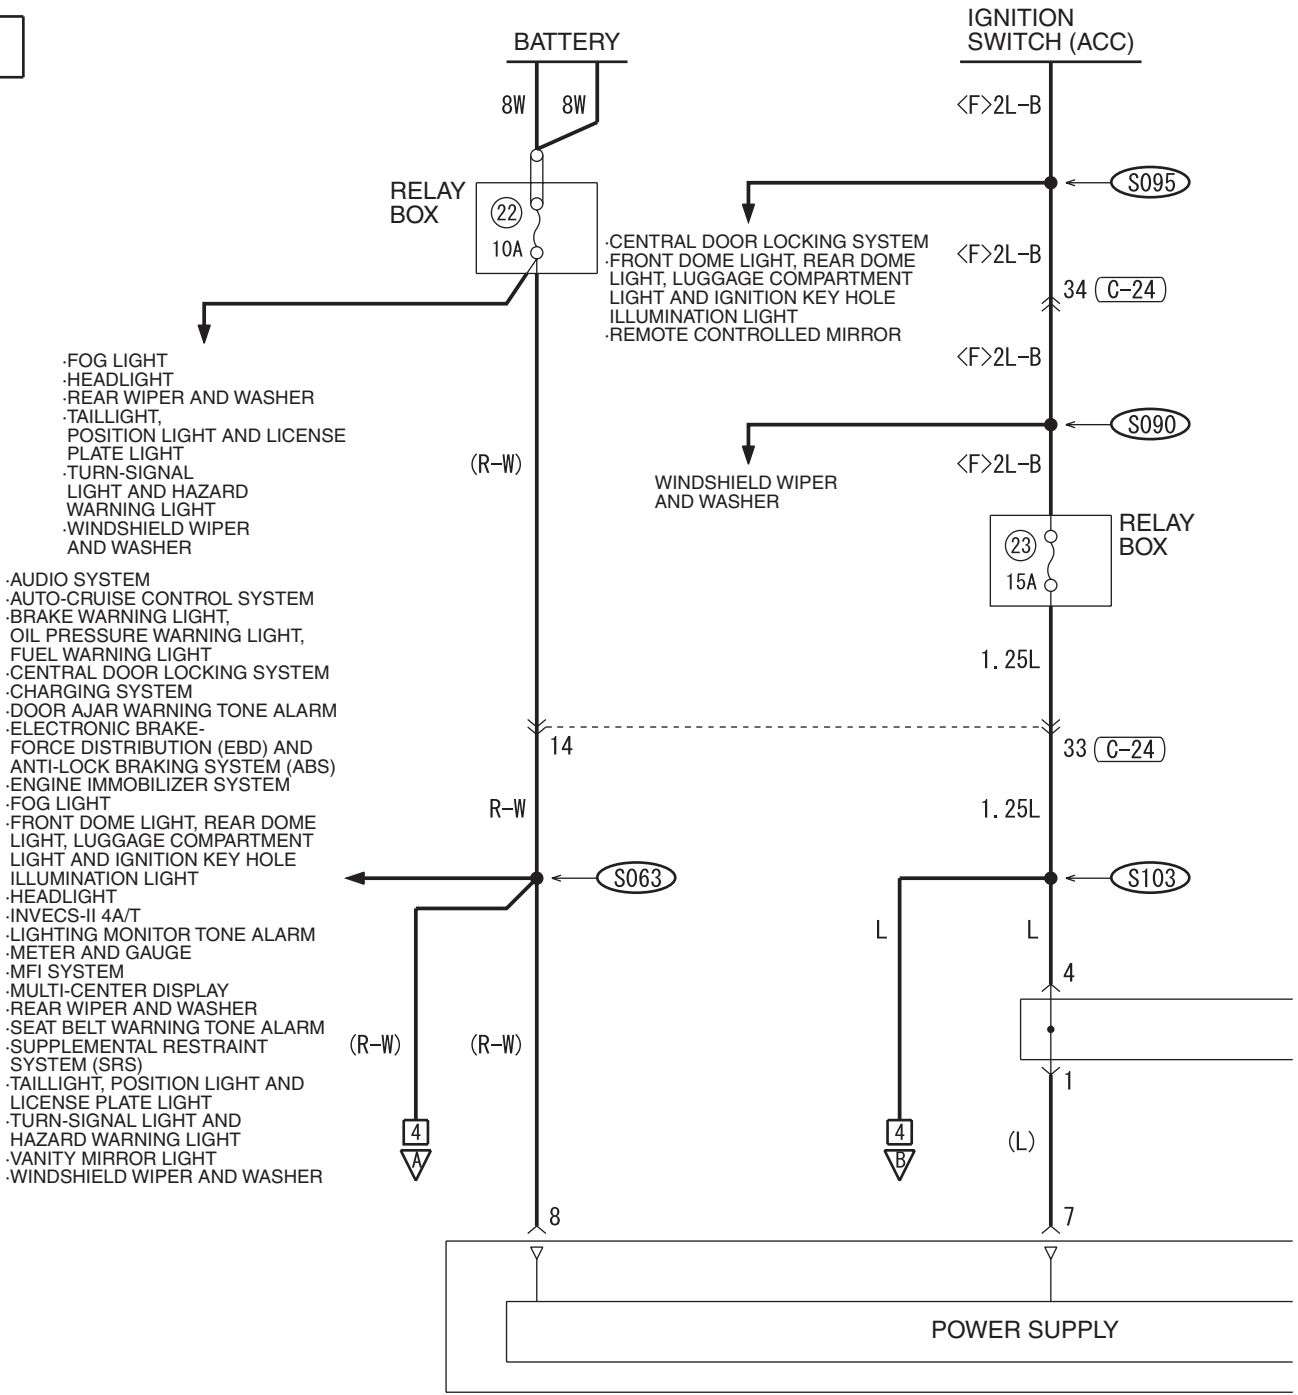 IGNITION
SWITCH (ACC)
BATTERY
8W
8W
<F>2L-B
RELAY
BOX
22
10A
S095
·CENTRAL DOOR LOCKING SYSTEM
·FRONT DOME LIGHT, REAR DOME
LIGHT, LUGGAGE COMPARTMENT
LIGHT AND IGNITION KEY HOLE
ILLUMINATION LIGHT
·REMOTE CONTROLLED MIRROR
<F>2L-B
34
C-24
<F>2L-B
·FOG LIGHT
·HEADLIGHT
·REAR WIPER AND WASHER
·TAILLIGHT,
POSITION LIGHT AND LICENSE
PLATE LIGHT
·TURN-SIGNAL
LIGHT AND HAZARD
WARNING LIGHT
·WINDSHIELD WIPER
AND WASHER
(R-W)
S090
WINDSHIELD WIPER
AND WASHER
<F>2L-B
RELAY
BOX
23
15A
1.25L
14
33
C-24
R-W
1.25L
·AUDIO SYSTEM
·AUTO-CRUISE CONTROL SYSTEM
·BRAKE WARNING LIGHT,
OIL PRESSURE WARNING LIGHT,
FUEL WARNING LIGHT
·CENTRAL DOOR LOCKING SYSTEM
·CHARGING SYSTEM
·DOOR AJAR WARNING TONE ALARM
·ELECTRONIC BRAKE-
FORCE DISTRIBUTION (EBD) AND
ANTI-LOCK BRAKING SYSTEM (ABS)
·ENGINE IMMOBILIZER SYSTEM
·FOG LIGHT
·FRONT DOME LIGHT, REAR DOME
LIGHT, LUGGAGE COMPARTMENT
LIGHT AND IGNITION KEY HOLE
ILLUMINATION LIGHT
·HEADLIGHT
·INVECS-II 4A/T
·LIGHTING MONITOR TONE ALARM
·METER AND GAUGE
·MFI SYSTEM
·MULTI-CENTER DISPLAY
·REAR WIPER AND WASHER
·SEAT BELT WARNING TONE ALARM
·SUPPLEMENTAL RESTRAINT
SYSTEM (SRS)
·TAILLIGHT, POSITION LIGHT AND
LICENSE PLATE LIGHT
·TURN-SIGNAL LIGHT AND
HAZARD WARNING LIGHT
·VANITY MIRROR LIGHT
·WINDSHIELD WIPER AND WASHER
S063
S103
L
L
4
(R-W)
(R-W)
1
4
A
4
B
(L)
8
7
POWER SUPPLY